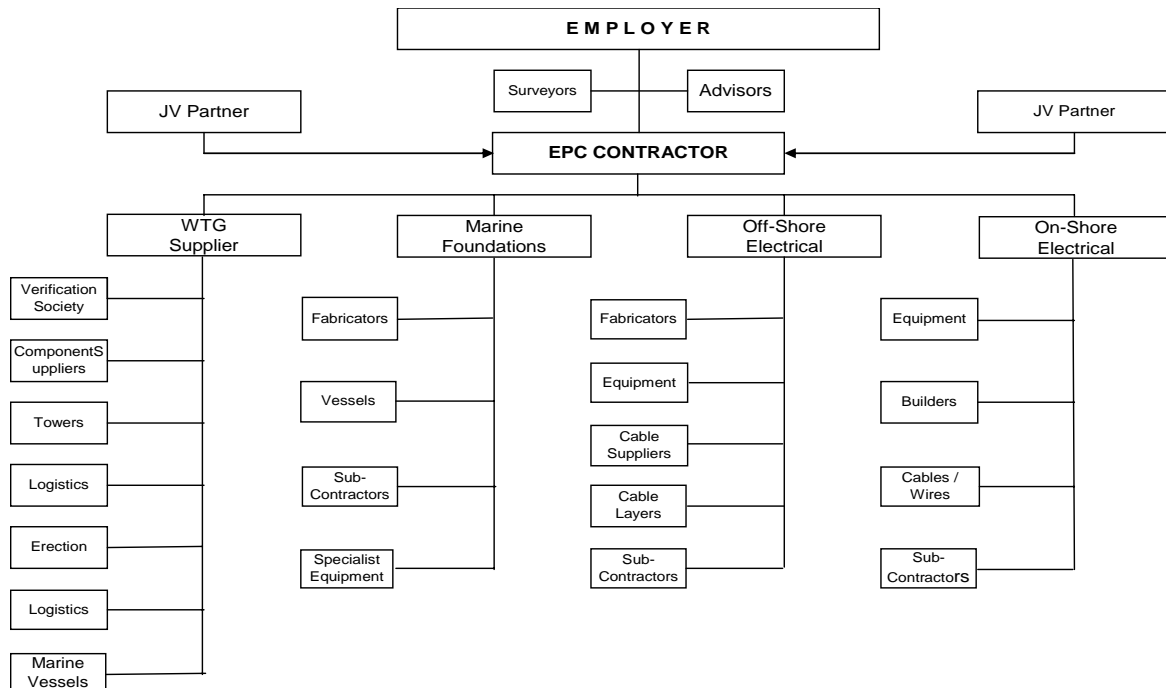 E M P L O Y E R
Surveyors
Advisors
JV Partner
JV Partner
EPC CONTRACTOR
WTG
Supplier
Marine
Foundations
Off-Shore
Electrical
On-Shore
Electrical
Verification
Society
ComponentS
uppliers
Towers
Logistics
Erection
Logistics
Marine
Vessels
Fabricators
Vessels
Sub-
Contractors
Specialist
Equipment
Fabricators
Equipment
Cable
Suppliers
Cable
Layers
Sub-
Contractors
Equipment
Builders
Cables /
Wires
Sub-
Contractors